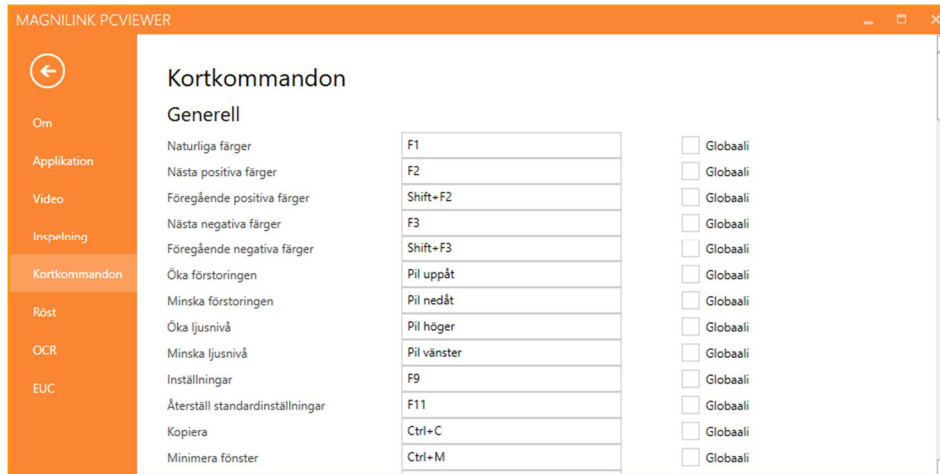 MAGNILINK PCVIEWER
Om
Applikation
Video
Inspelning
Kortkommandon
Röst
OCR
EUC
Kortkommandon
Generell
Naturliga färger F1 Globaali
Nästa positiva färger F2 Globaali
Föregående positiva färger Shift+F2 Globaali
Nästa negativa färger F3 Globaali
Föregående negativa färger Shift+F3 Globaali
Öka förstoringen Pil uppåt Globaali
Minska förstoringen Pil nedåt Globaali
Öka ljusnivå Pil höger Globaali
Minska ljusnivå Pil vänster Globaali
Inställningar F9 Globaali
Återställ standardinställningar F11 Globaali
Kopiera Ctrl+C Globaali
Minimera fönster Ctrl+M Globaali